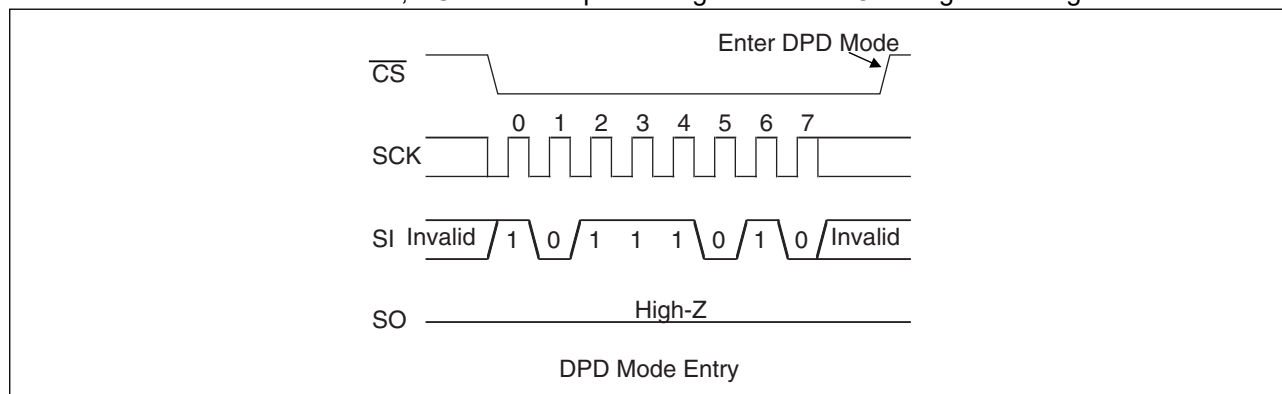 Enter DPD Mode
CS
0 1 2 3 4 5 6 7
SCK
SI Invalid 1 0 1 1 1 0 1 0 Invalid
High-Z
SO
DPD Mode Entry